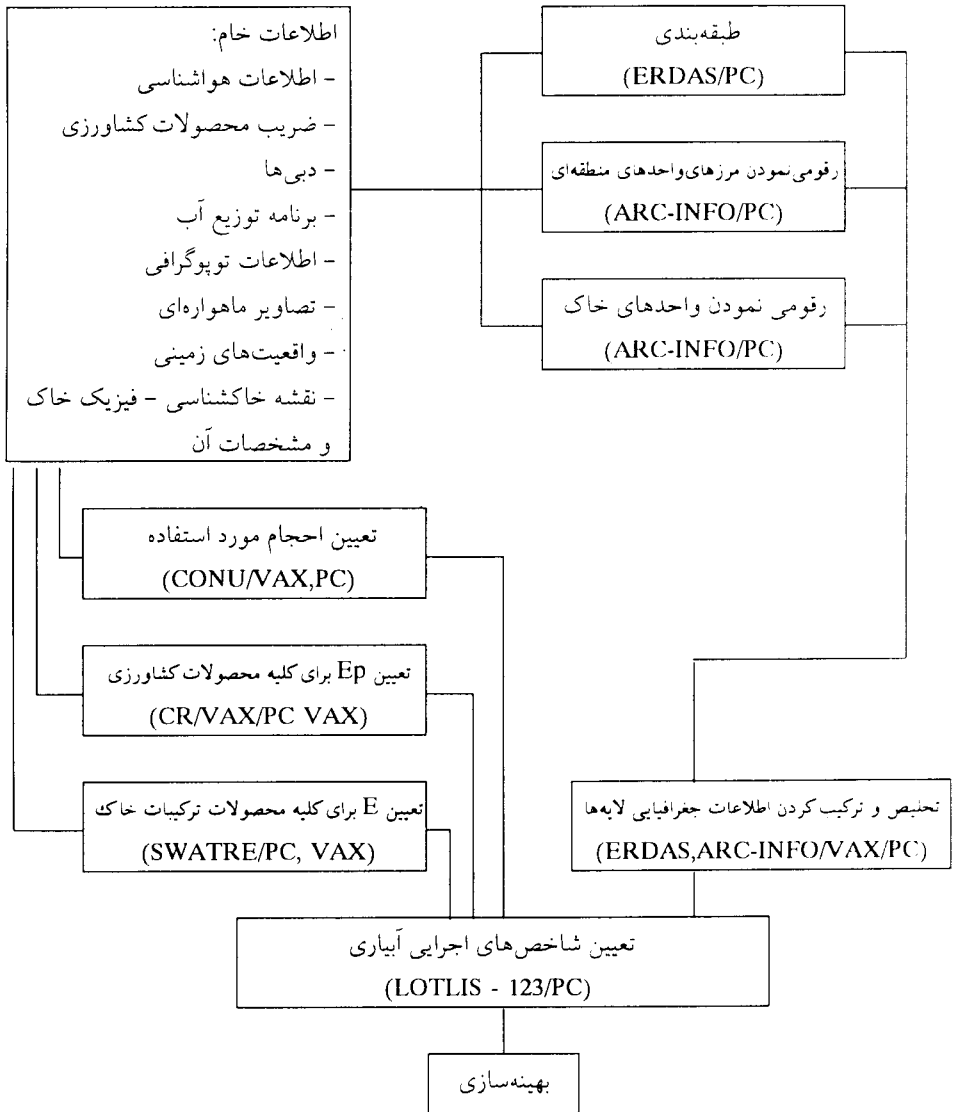 اطلاعات خام:
- اطلاعات هواشناسی
- ضریب محصولات کشاورزی
- دبی‌ها
- برنامه توزیع آب
- اطلاعات توپوگرافی
- تصاویر ماهواره‌ای
- واقعیت‌های زمینی
- نقشه خاکشناسی - فیزیک خاک
و مشخصات آن
طبقه‌بندی
(ERDAS/PC)
رقومی‌نمودن مرزهای‌واحدهای منطقه‌ای
(ARC-INFO/PC)
رقومی نمودن واحدهای خاک
(ARC-INFO/PC)
تعیین احجام مورد استفاده
(CONU/VAX,PC)
تعیین Ep برای کلیه محصولات کشاورزی
(CR/VAX/PC VAX)
تعیین E برای کلیه محصولات ترکیبات خاک
(SWATRE/PC, VAX)
تخلیص و ترکیب کردن اطلاعات جغرافیایی لایه‌ها
(ERDAS,ARC-INFO/VAX/PC)
تعیین شاخص‌های اجرایی آبیاری
(LOTLIS - 123/PC)
بهینه‌سازی